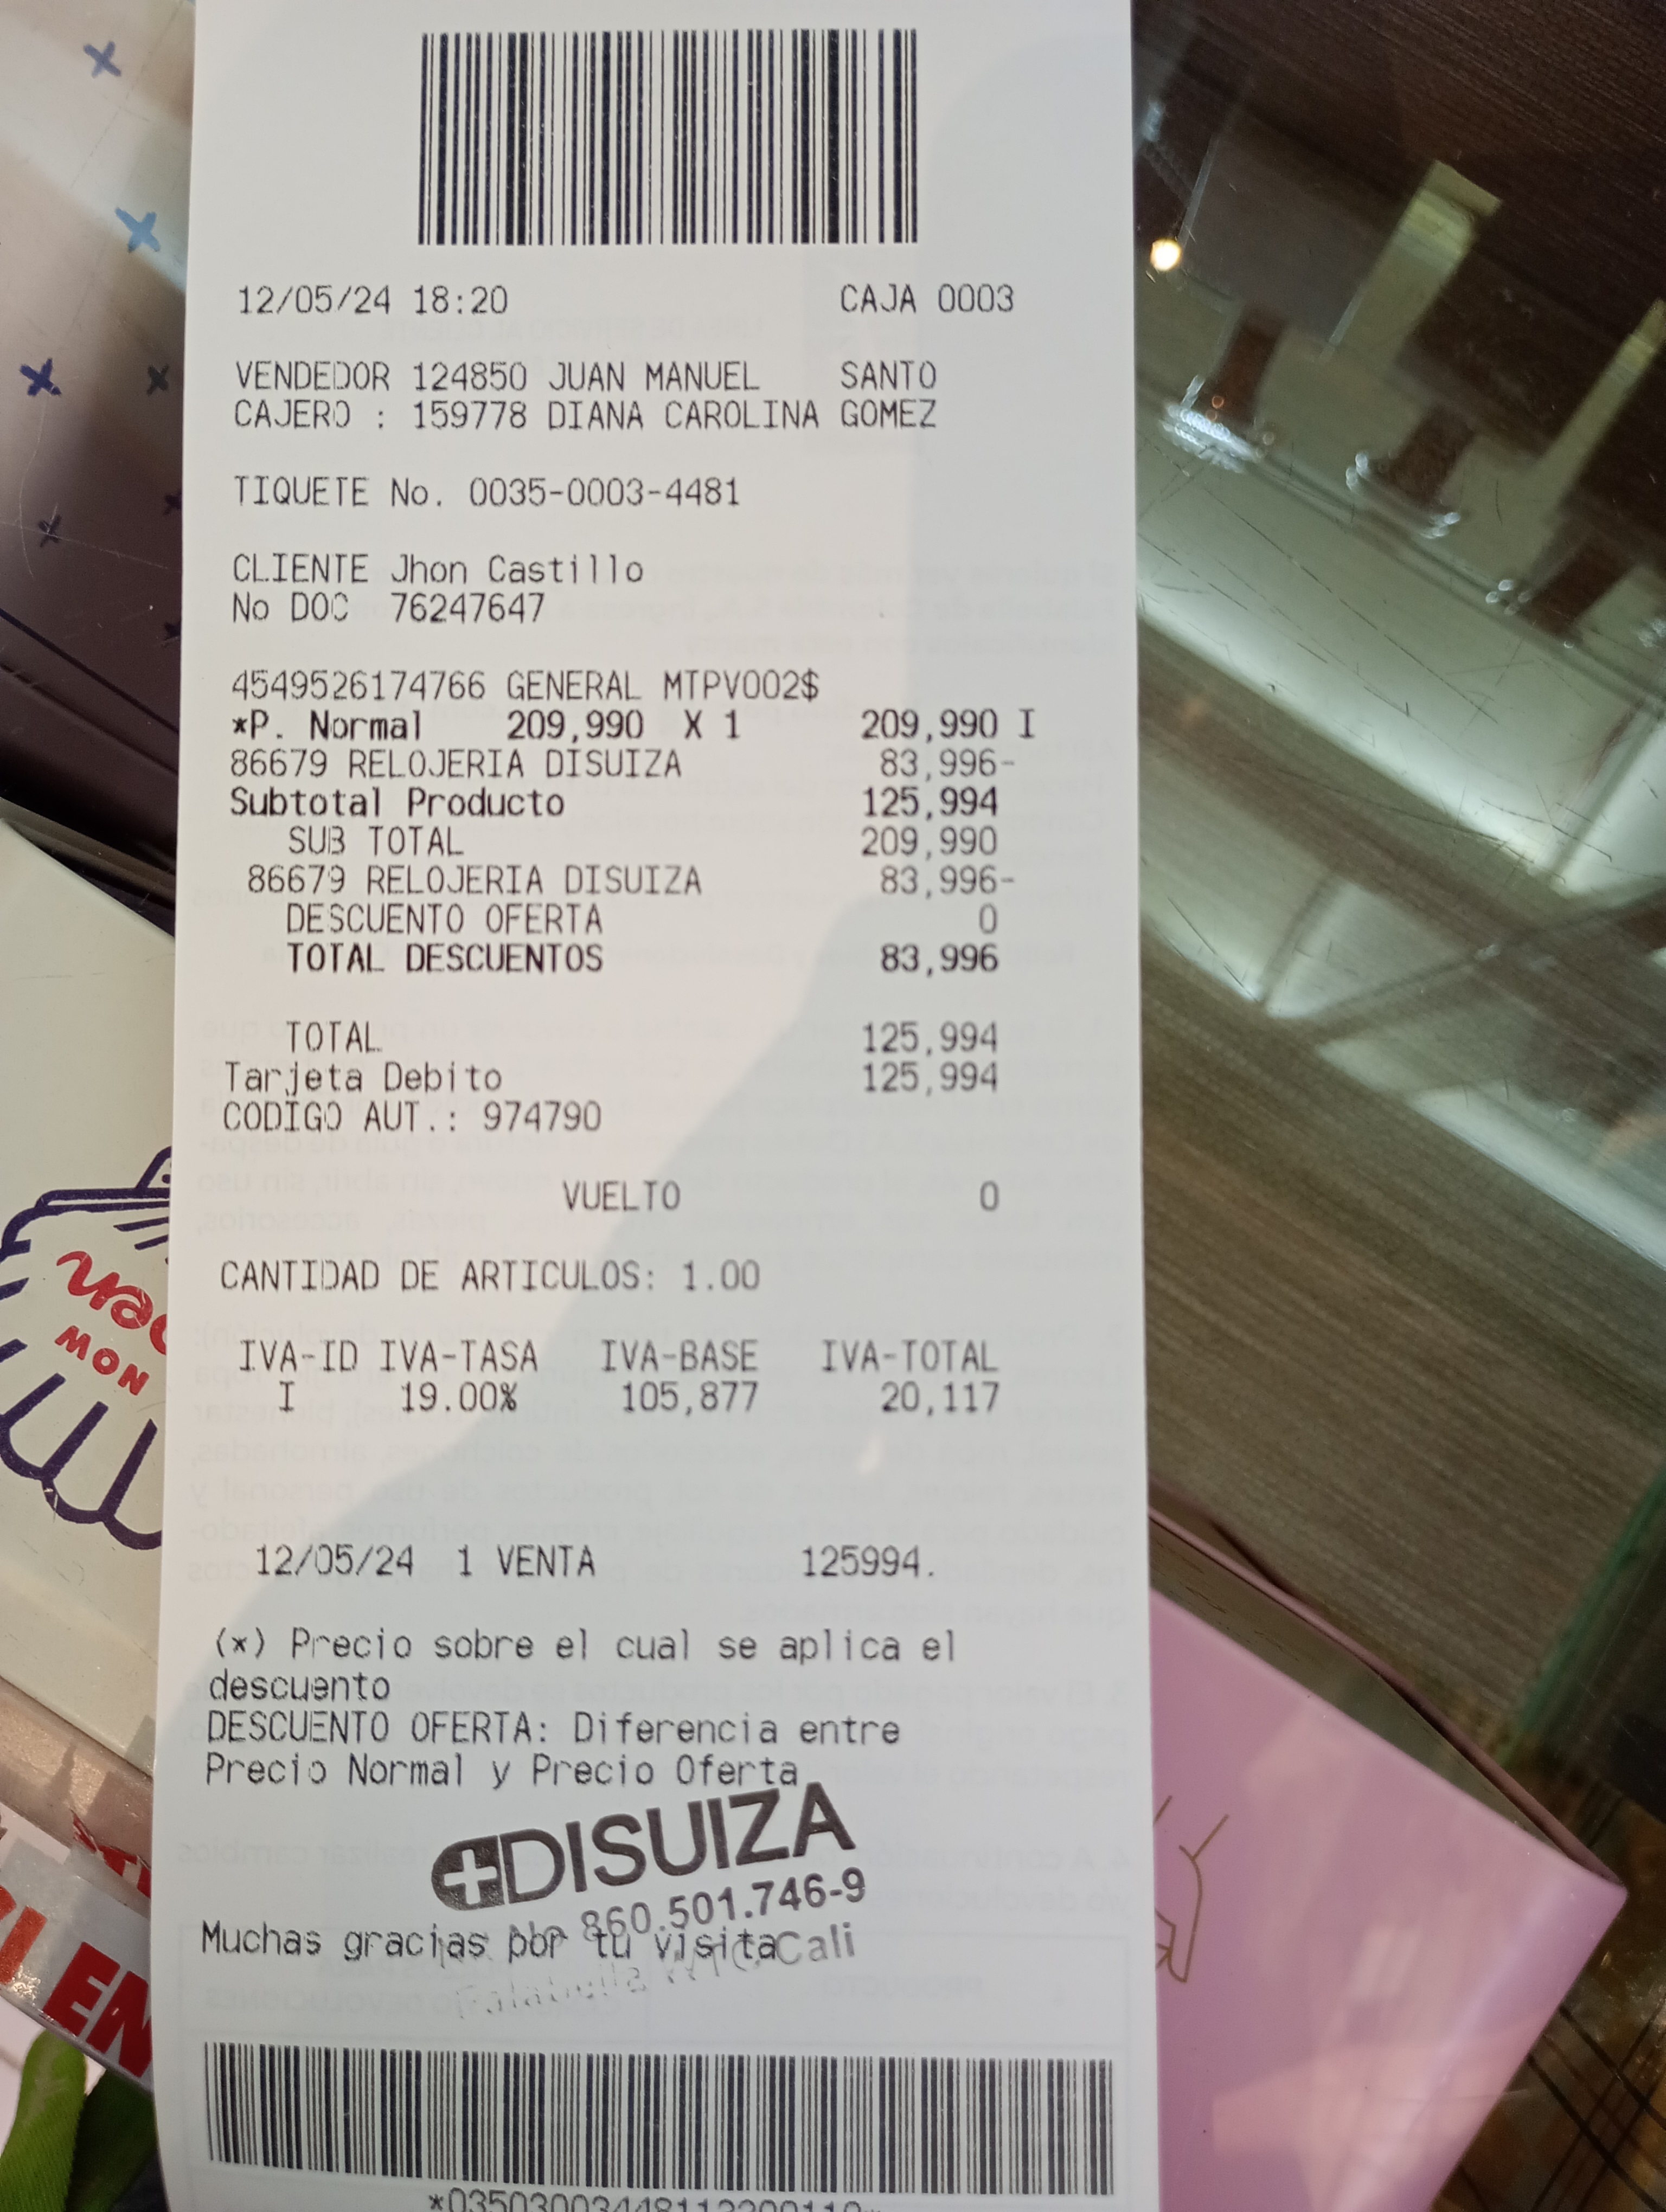 12/05/24 18:20 CAJA 0003
VENDEDOR 124850 JUAN MANUEL SANTO
CAJERO : 159778 DIANA CAROLINA GOMEZ
TIQUETE No. 0035-0003-4481
CLIENTE Jhon Castillo
No DOC 76247647
4549526174766 GENERAL MTPV002$
*P. Normal 209,990 X 1 209,990 I
86679 RELOJERIA DISUIZA 83,996-
Subtotal Producto 125,994
SUB TOTAL 209,990
86679 RELOJERIA DISUIZA 83,996-
DESCUENTO OFERTA 0
TOTAL DESCUENTOS 83,996
TOTAL 125,994
Tarjeta Debito 125,994
CODIGO AUT.: 974790
VUELTO 0
CANTIDAD DE ARTICULOS: 1.00
IVA-ID IVA-TASA IVA-BASE IVA-TOTAL
I 19.00% 105,877 20,117
12/05/24 1 VENTA 125994.
(*) Precio sobre el cual se aplica el
descuento
DESCUENTO OFERTA: Diferencia entre
Precio Normal y Precio Oferta
DISUIZA
860.501.746-9
Muchas gracias por tu visita
Cali
NOW
EN